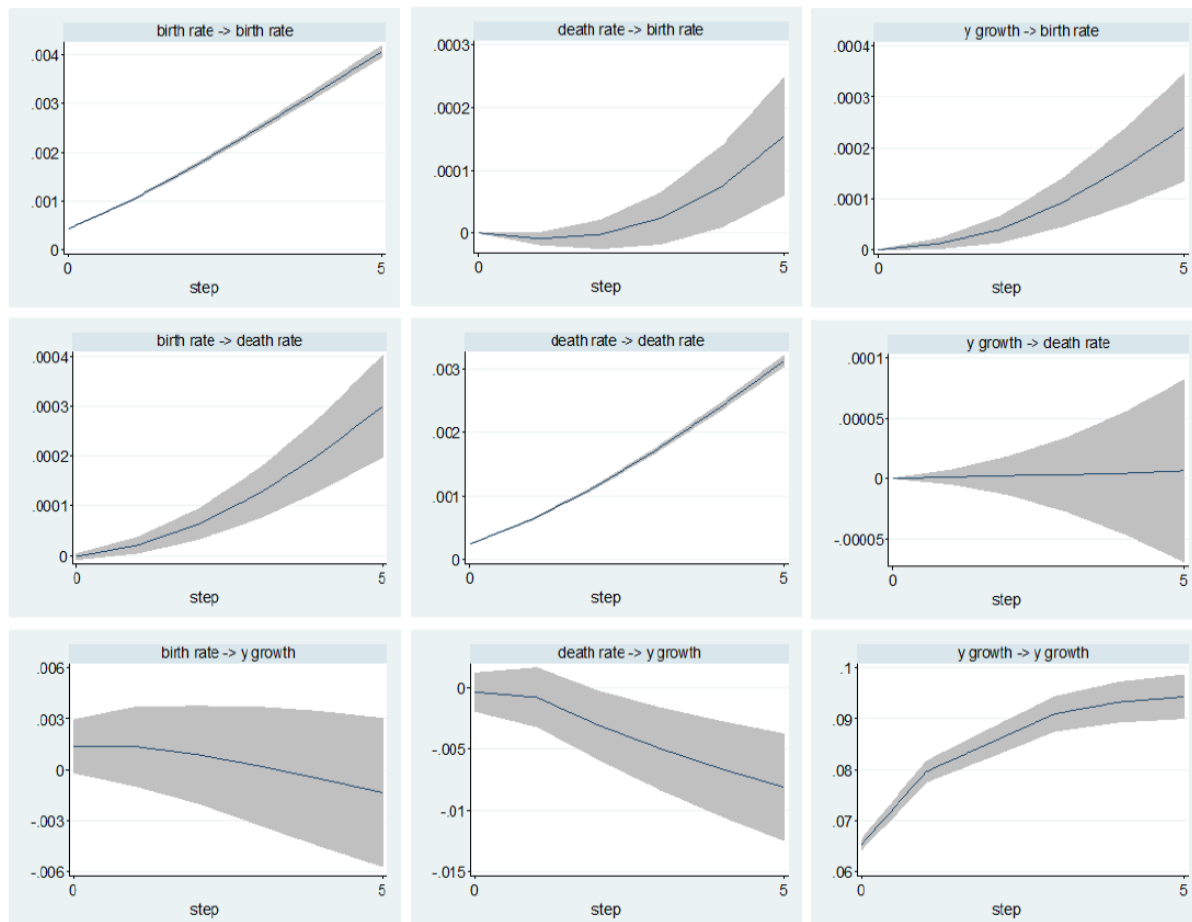 birth rate -> birth rate
.004
.003
.002
.001
0
0 5
step
death rate -> birth rate
.0003
.0002
.0001
0
0 5
step
y growth -> birth rate
.0004
.0003
.0002
.0001
0
0 5
step
birth rate -> death rate
.0004
.0003
.0002
.0001
0
0 5
step
death rate -> death rate
.003
.002
.001
0
0 5
step
y growth -> death rate
.0001
.00005
0
-.00005
0 5
step
birth rate -> y growth
.006
.003
0
-.003
-.006
0 5
step
death rate -> y growth
0
-.005
-.01
-.015
0 5
step
y growth -> y growth
.1
.09
.08
.07
.06
0 5
step